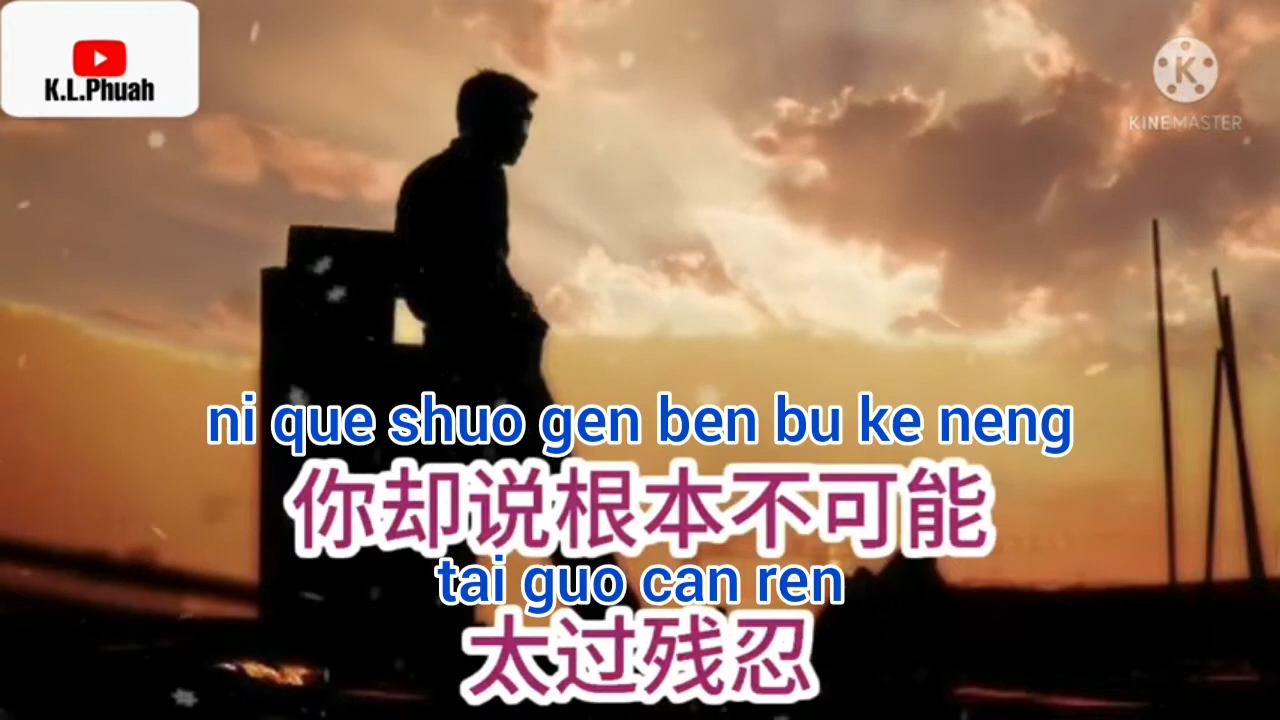 K.L.Phuah
KINEMASTER
ni que shuo gen ben bu ke neng
你却说根本不可能
tai guo can ren
太过残忍